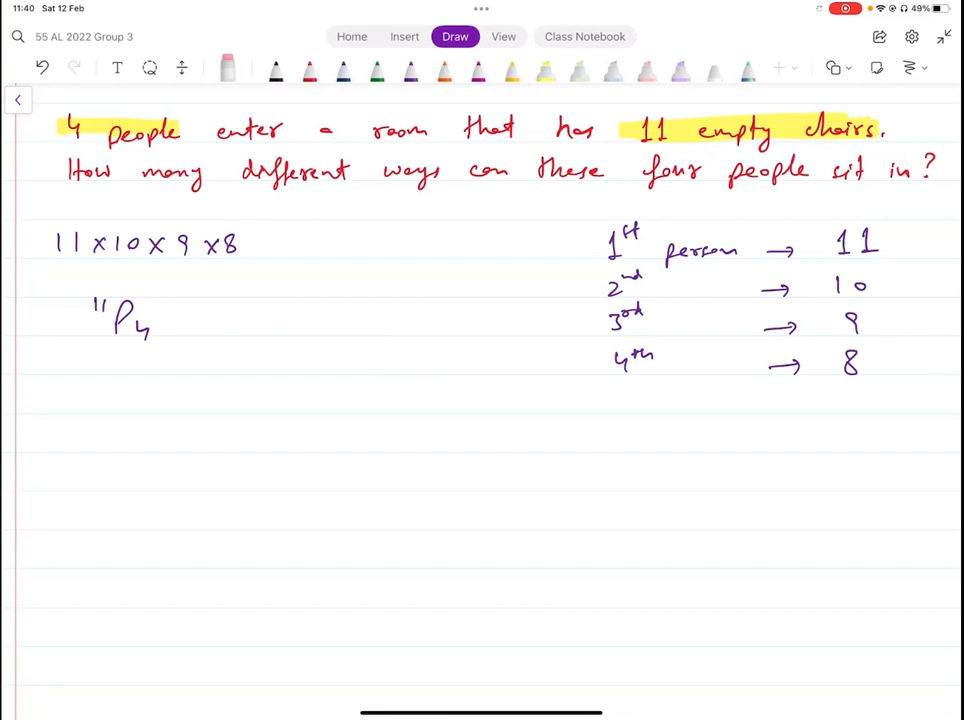 11:40 Sat 12 Feb
49%
55 AL 2022 Group 3
Home Insert Draw View Class Notebook
T
4 people enter a room that has 11 empty chairs.
How many different ways can these four people sit in?
11 × 10 × 9 × 8
¹¹P₄
1st person → 11
2nd → 10
3rd → 9
4th → 8